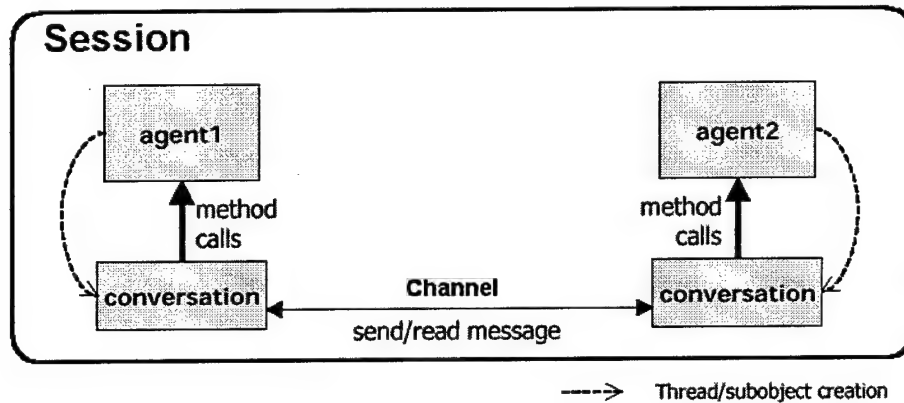 Session
agent1
agent2
method
calls
method
calls
conversation
Channel
conversation
send/read message
Thread/subobject creation